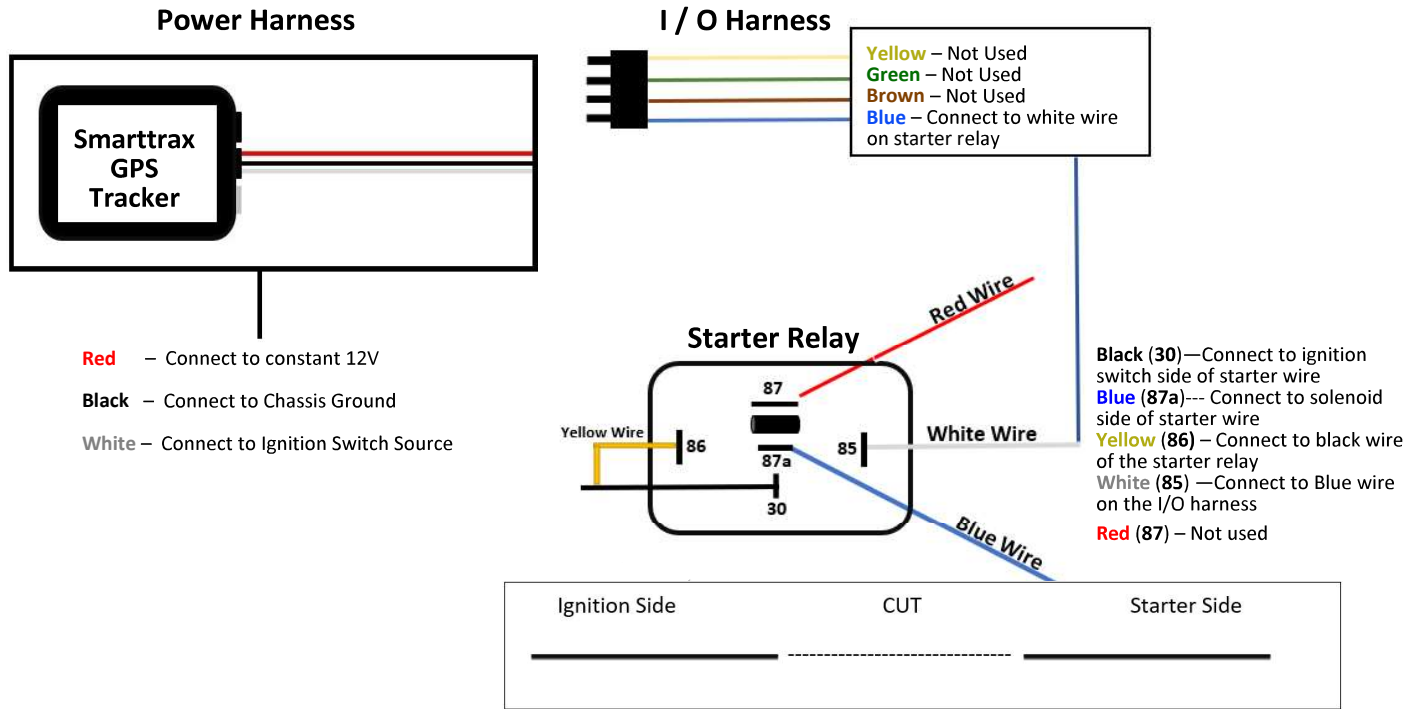 Power Harness
Smarttrax
GPS
Tracker
Red – Connect to constant 12V
Black – Connect to Chassis Ground
White – Connect to Ignition Switch Source
I / O Harness
Yellow – Not Used
Green – Not Used
Brown – Not Used
Blue – Connect to white wire
on starter relay
Starter Relay
Red Wire
87
Yellow Wire
86
87a
85
White Wire
30
Blue Wire
Black (30)—Connect to ignition
switch side of starter wire
Blue (87a)--- Connect to solenoid
side of starter wire
Yellow (86) – Connect to black wire
of the starter relay
White (85) —Connect to Blue wire
on the I/O harness
Red (87) – Not used
Ignition Side
CUT
Starter Side